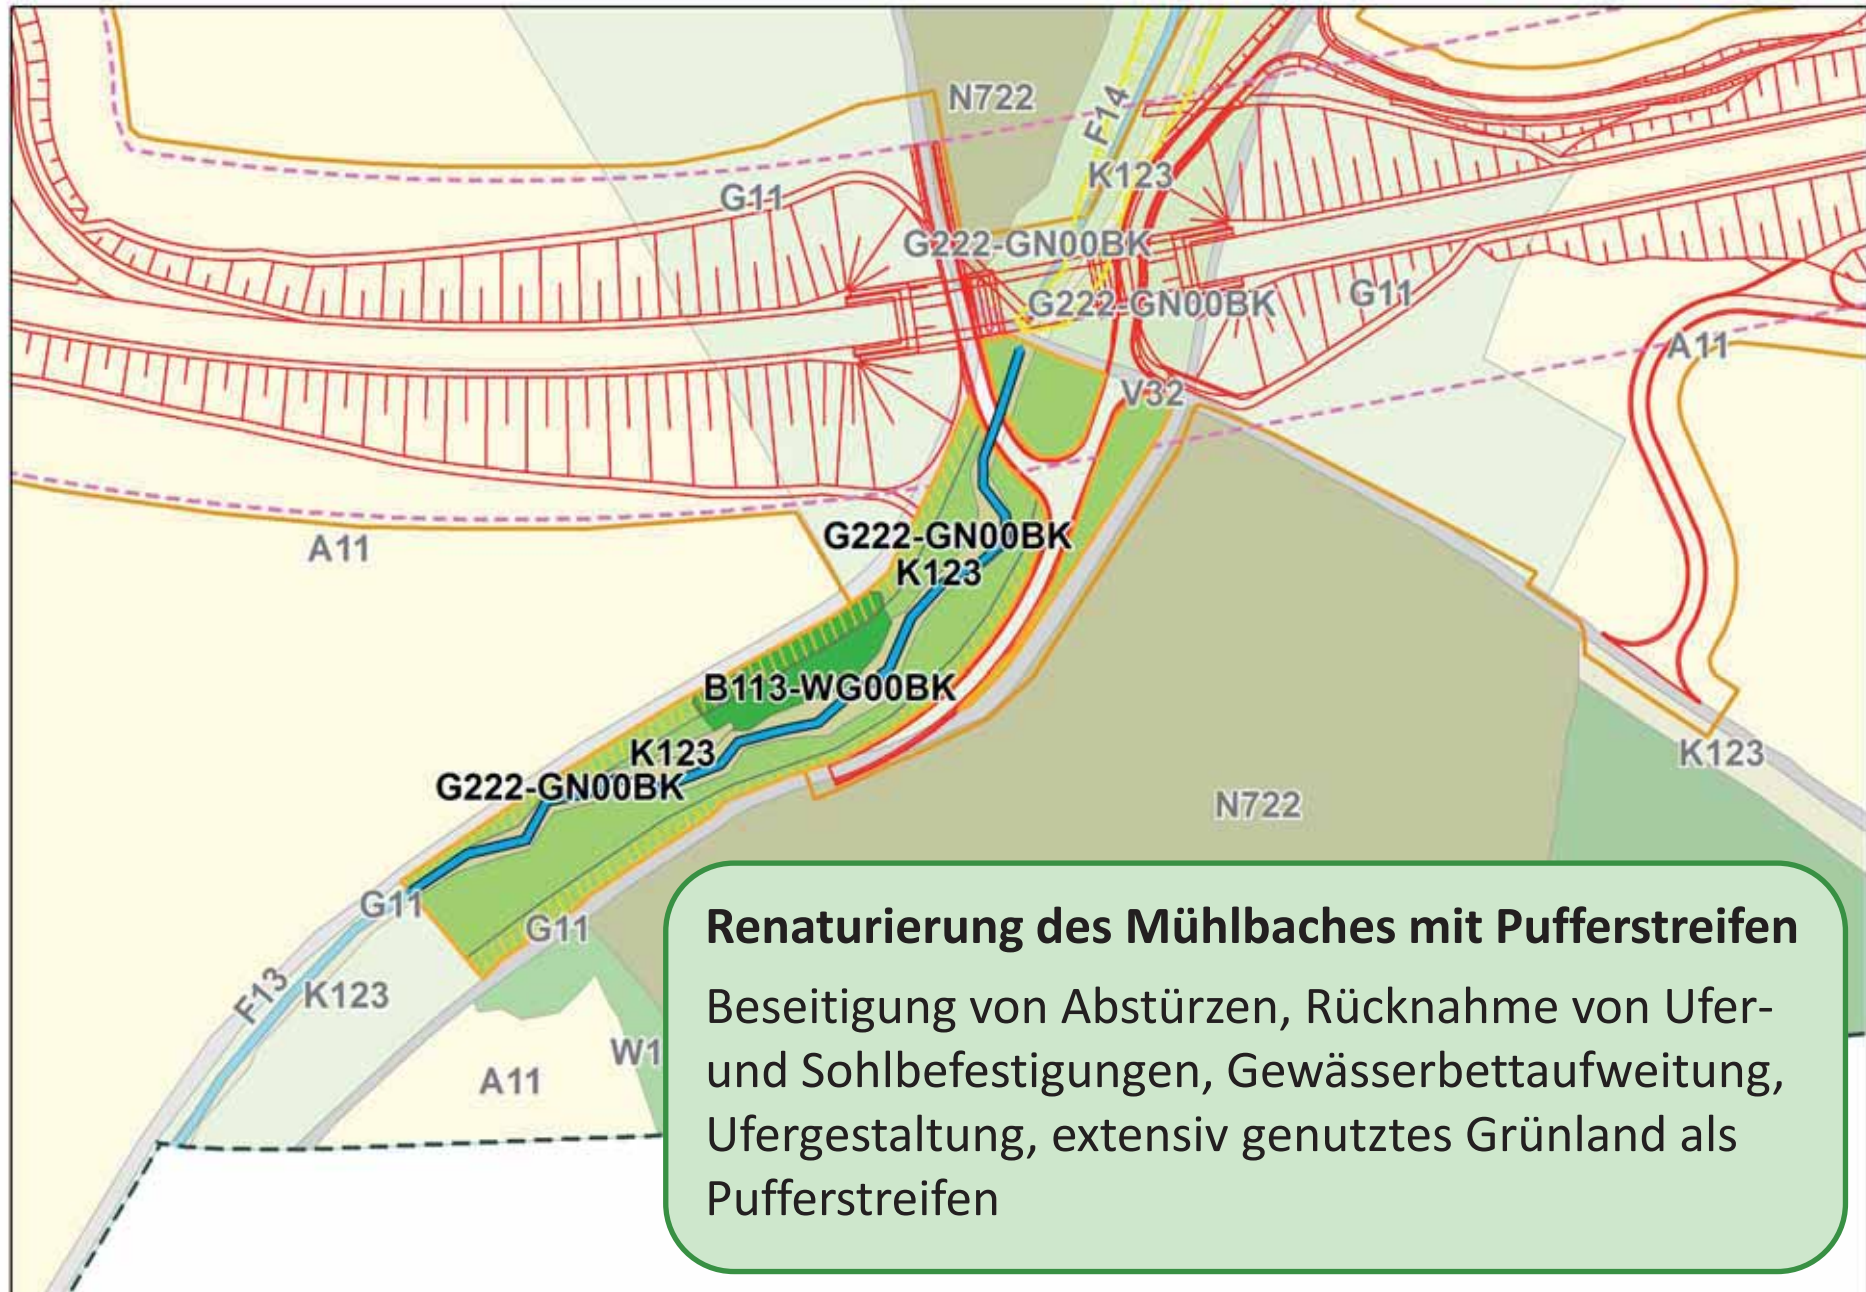 N722
F14
K123
G11
G222-GN00BK
G222-GN00BK
G11
A11
V32
A11
G222-GN00BK
K123
B113-WG00BK
K123
G222-GN00BK
K123
N722
G11
G11
F13
K123
W1
A11
Renaturierung des Mühlbaches mit Pufferstreifen
Beseitigung von Abstürzen, Rücknahme von Ufer-
und Sohlbefestigungen, Gewässerbettaufweitung,
Ufergestaltung, extensiv genutztes Grünland als
Pufferstreifen